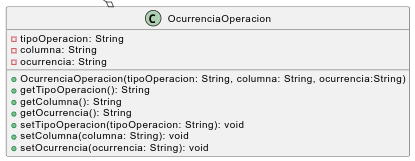 C OcurrenciaOperacion
tipoOperacion: String
columna: String
ocurrencia: String
OcurrenciaOperacion(tipoOperacion: String, columna: String, ocurrencia:String)
getTipoOperacion(): String
getColumna(): String
getOcurrencia(): String
setTipoOperacion(tipoOperacion: String): void
setColumna(columna: String): void
setOcurrencia(ocurrencia: String): void